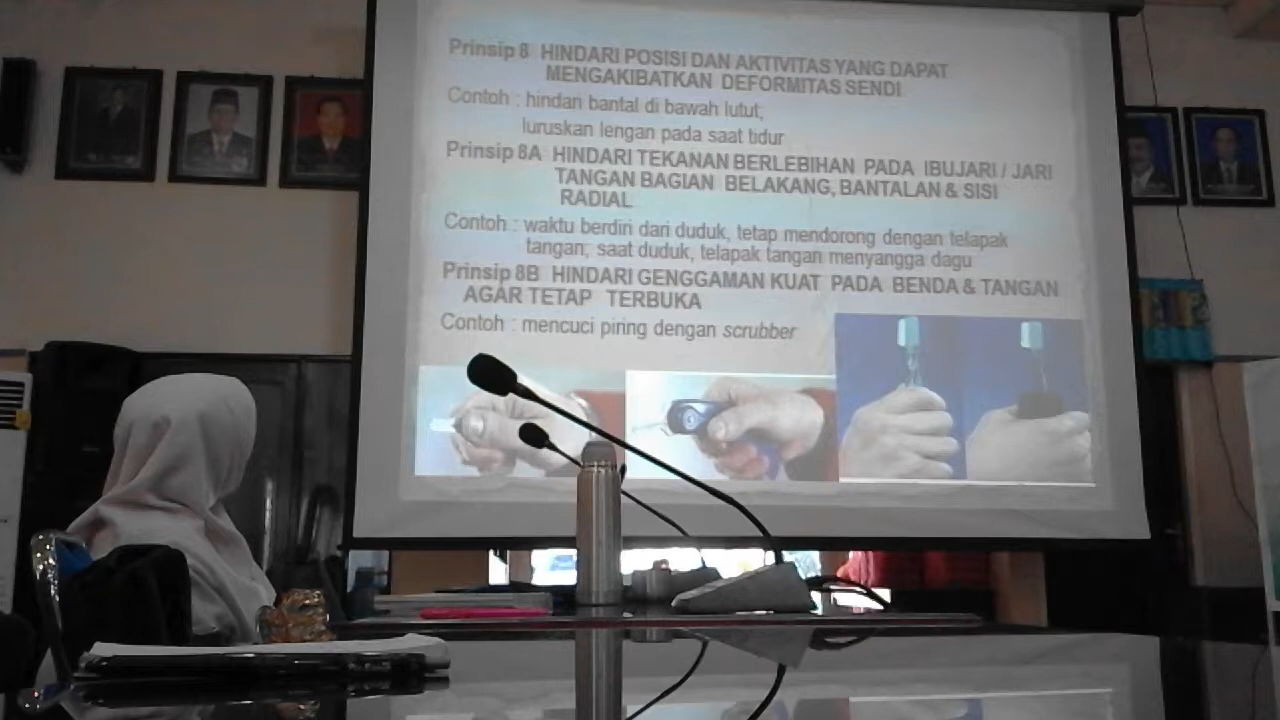 Prinsip 8 HINDARI POSISI DAN AKTIVITAS YANG DAPAT
MENGAKIBATKAN DEFORMITAS SENDI
Contoh : hindari bantal di bawah lutut;
luruskan lengan pada saat tidur
Prinsip 8A HINDARI TEKANAN BERLEBIHAN PADA IBUJARI / JARI
TANGAN BAGIAN BELAKANG, BANTALAN & SISI
RADIAL
Contoh : waktu berdiri dari duduk, tetap mendorong dengan telapak
tangan; saat duduk, telapak tangan menyangga dagu
Prinsip 8B HINDARI GENGGAMAN KUAT PADA BENDA & TANGAN
AGAR TETAP TERBUKA
Contoh : mencuci piring dengan scrubber